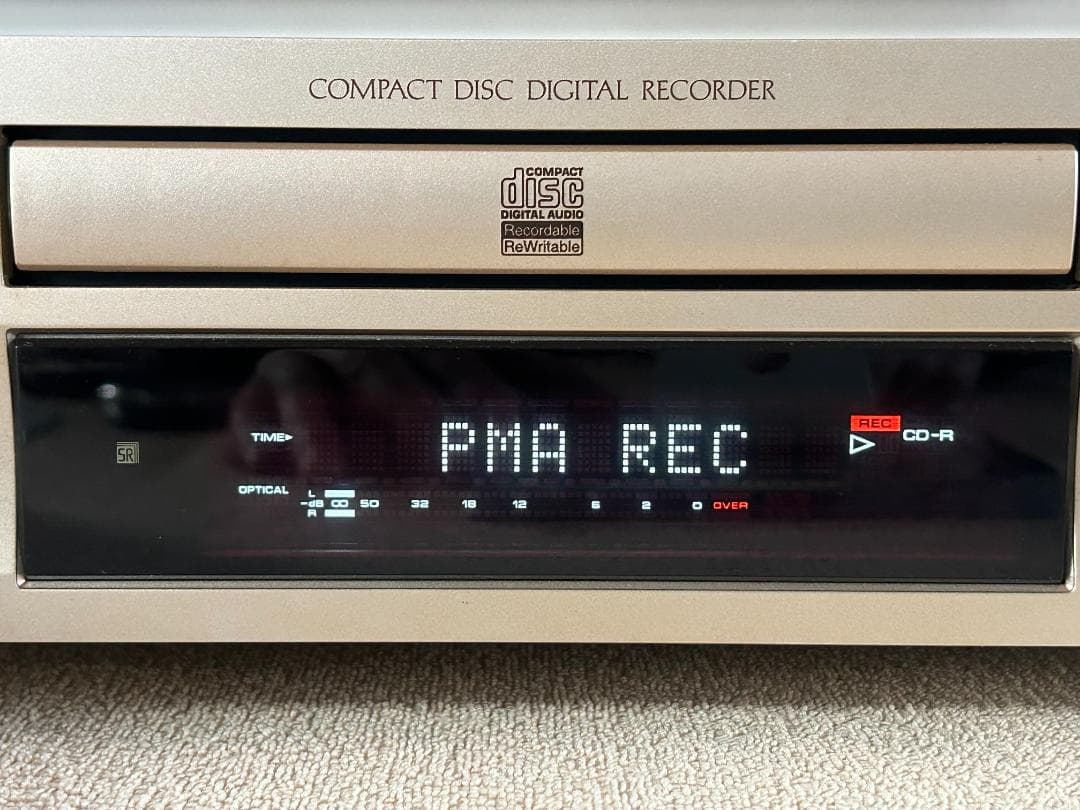 COMPACT DISC DIGITAL RECORDER
COMPACT
disc
DIGITAL AUDIO
Recordable
ReWritable
SR
TIME
PMA REC
REC
CD-R
OPTICAL
L
-dB ∞ 50 32 18 12 6 2 0 OVER
R